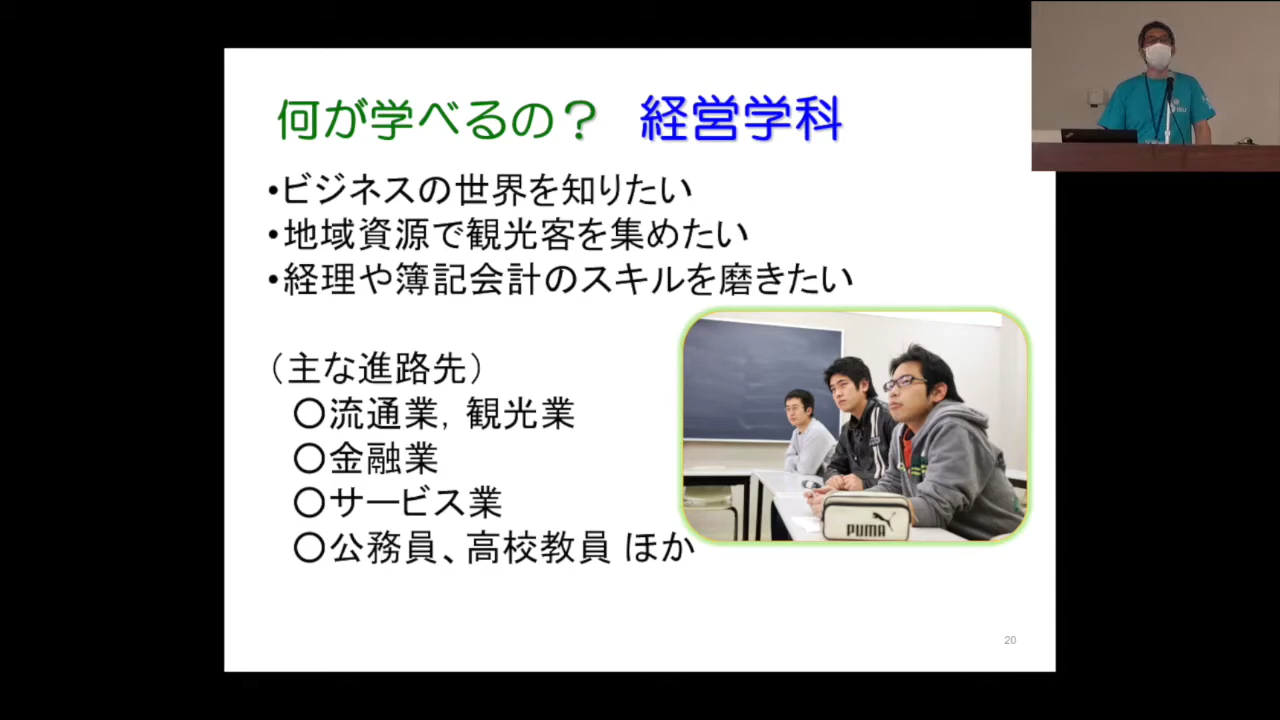 何が学べるの？　経営学科
•ビジネスの世界を知りたい
•地域資源で観光客を集めたい
•経理や簿記会計のスキルを磨きたい
（主な進路先）
○流通業，観光業
○金融業
○サービス業
○公務員、高校教員 ほか
PUMA
20